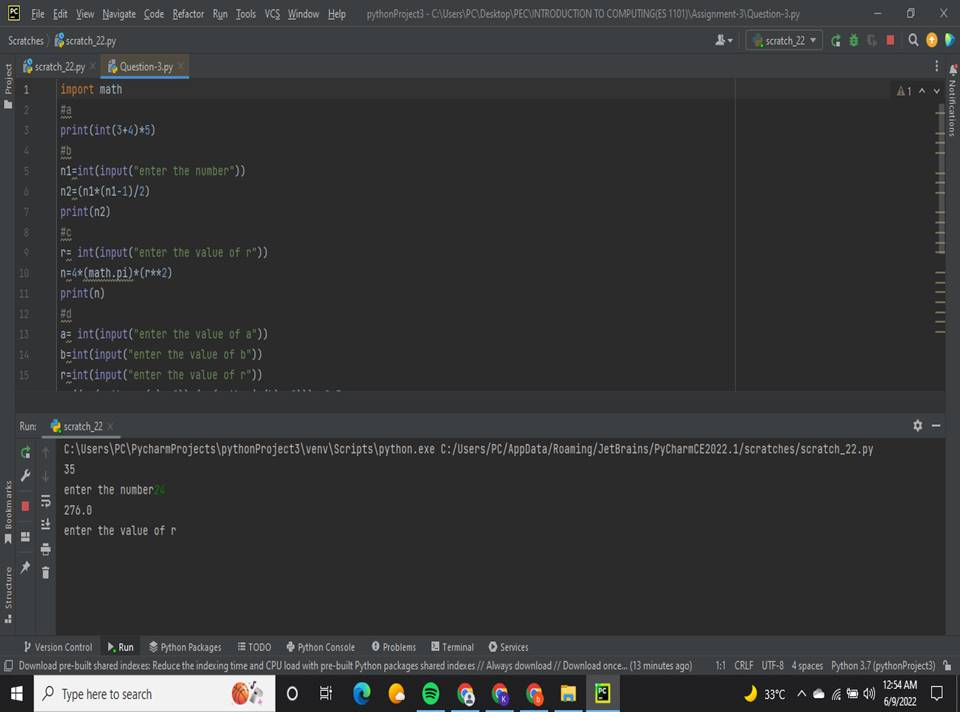 File Edit View Navigate Code Refactor Run Tools VCS Window Help pythonProject3 - C:\Users\PC\Desktop\PEC\INTRODUCTION TO COMPUTING(ES 1101)\Assignment-3\Question-3.py
Scratches scratch_22.py scratch_22
scratch_22.py Question-3.py
Project
Notifications
1 import math
1
2 #a
3 print(int(3+4)*5)
4 #b
5 n1=int(input("enter the number"))
6 n2=(n1*(n1-1)/2)
7 print(n2)
8 #c
9 r= int(input("enter the value of r"))
10 n=4*(math.pi)*(r**2)
11 print(n)
12 #d
13 a= int(input("enter the value of a"))
14 b=int(input("enter the value of b"))
15 r=int(input("enter the value of r"))
Run: scratch_22
C:\Users\PC\PycharmProjects\pythonProject3\venv\Scripts\python.exe C:/Users/PC/AppData/Roaming/JetBrains/PyCharmCE2022.1/scratches/scratch_22.py
35
enter the number24
276.0
enter the value of r
Bookmarks
Structure
Version Control Run Python Packages TODO Python Console Problems Terminal Services
Download pre-built shared indexes: Reduce the indexing time and CPU load with pre-built Python packages shared indexes // Always download // Download once... (13 minutes ago) 1:1 CRLF UTF-8 4 spaces Python 3.7 (pythonProject3)
Type here to search 33°C 12:54 AM
6/9/2022